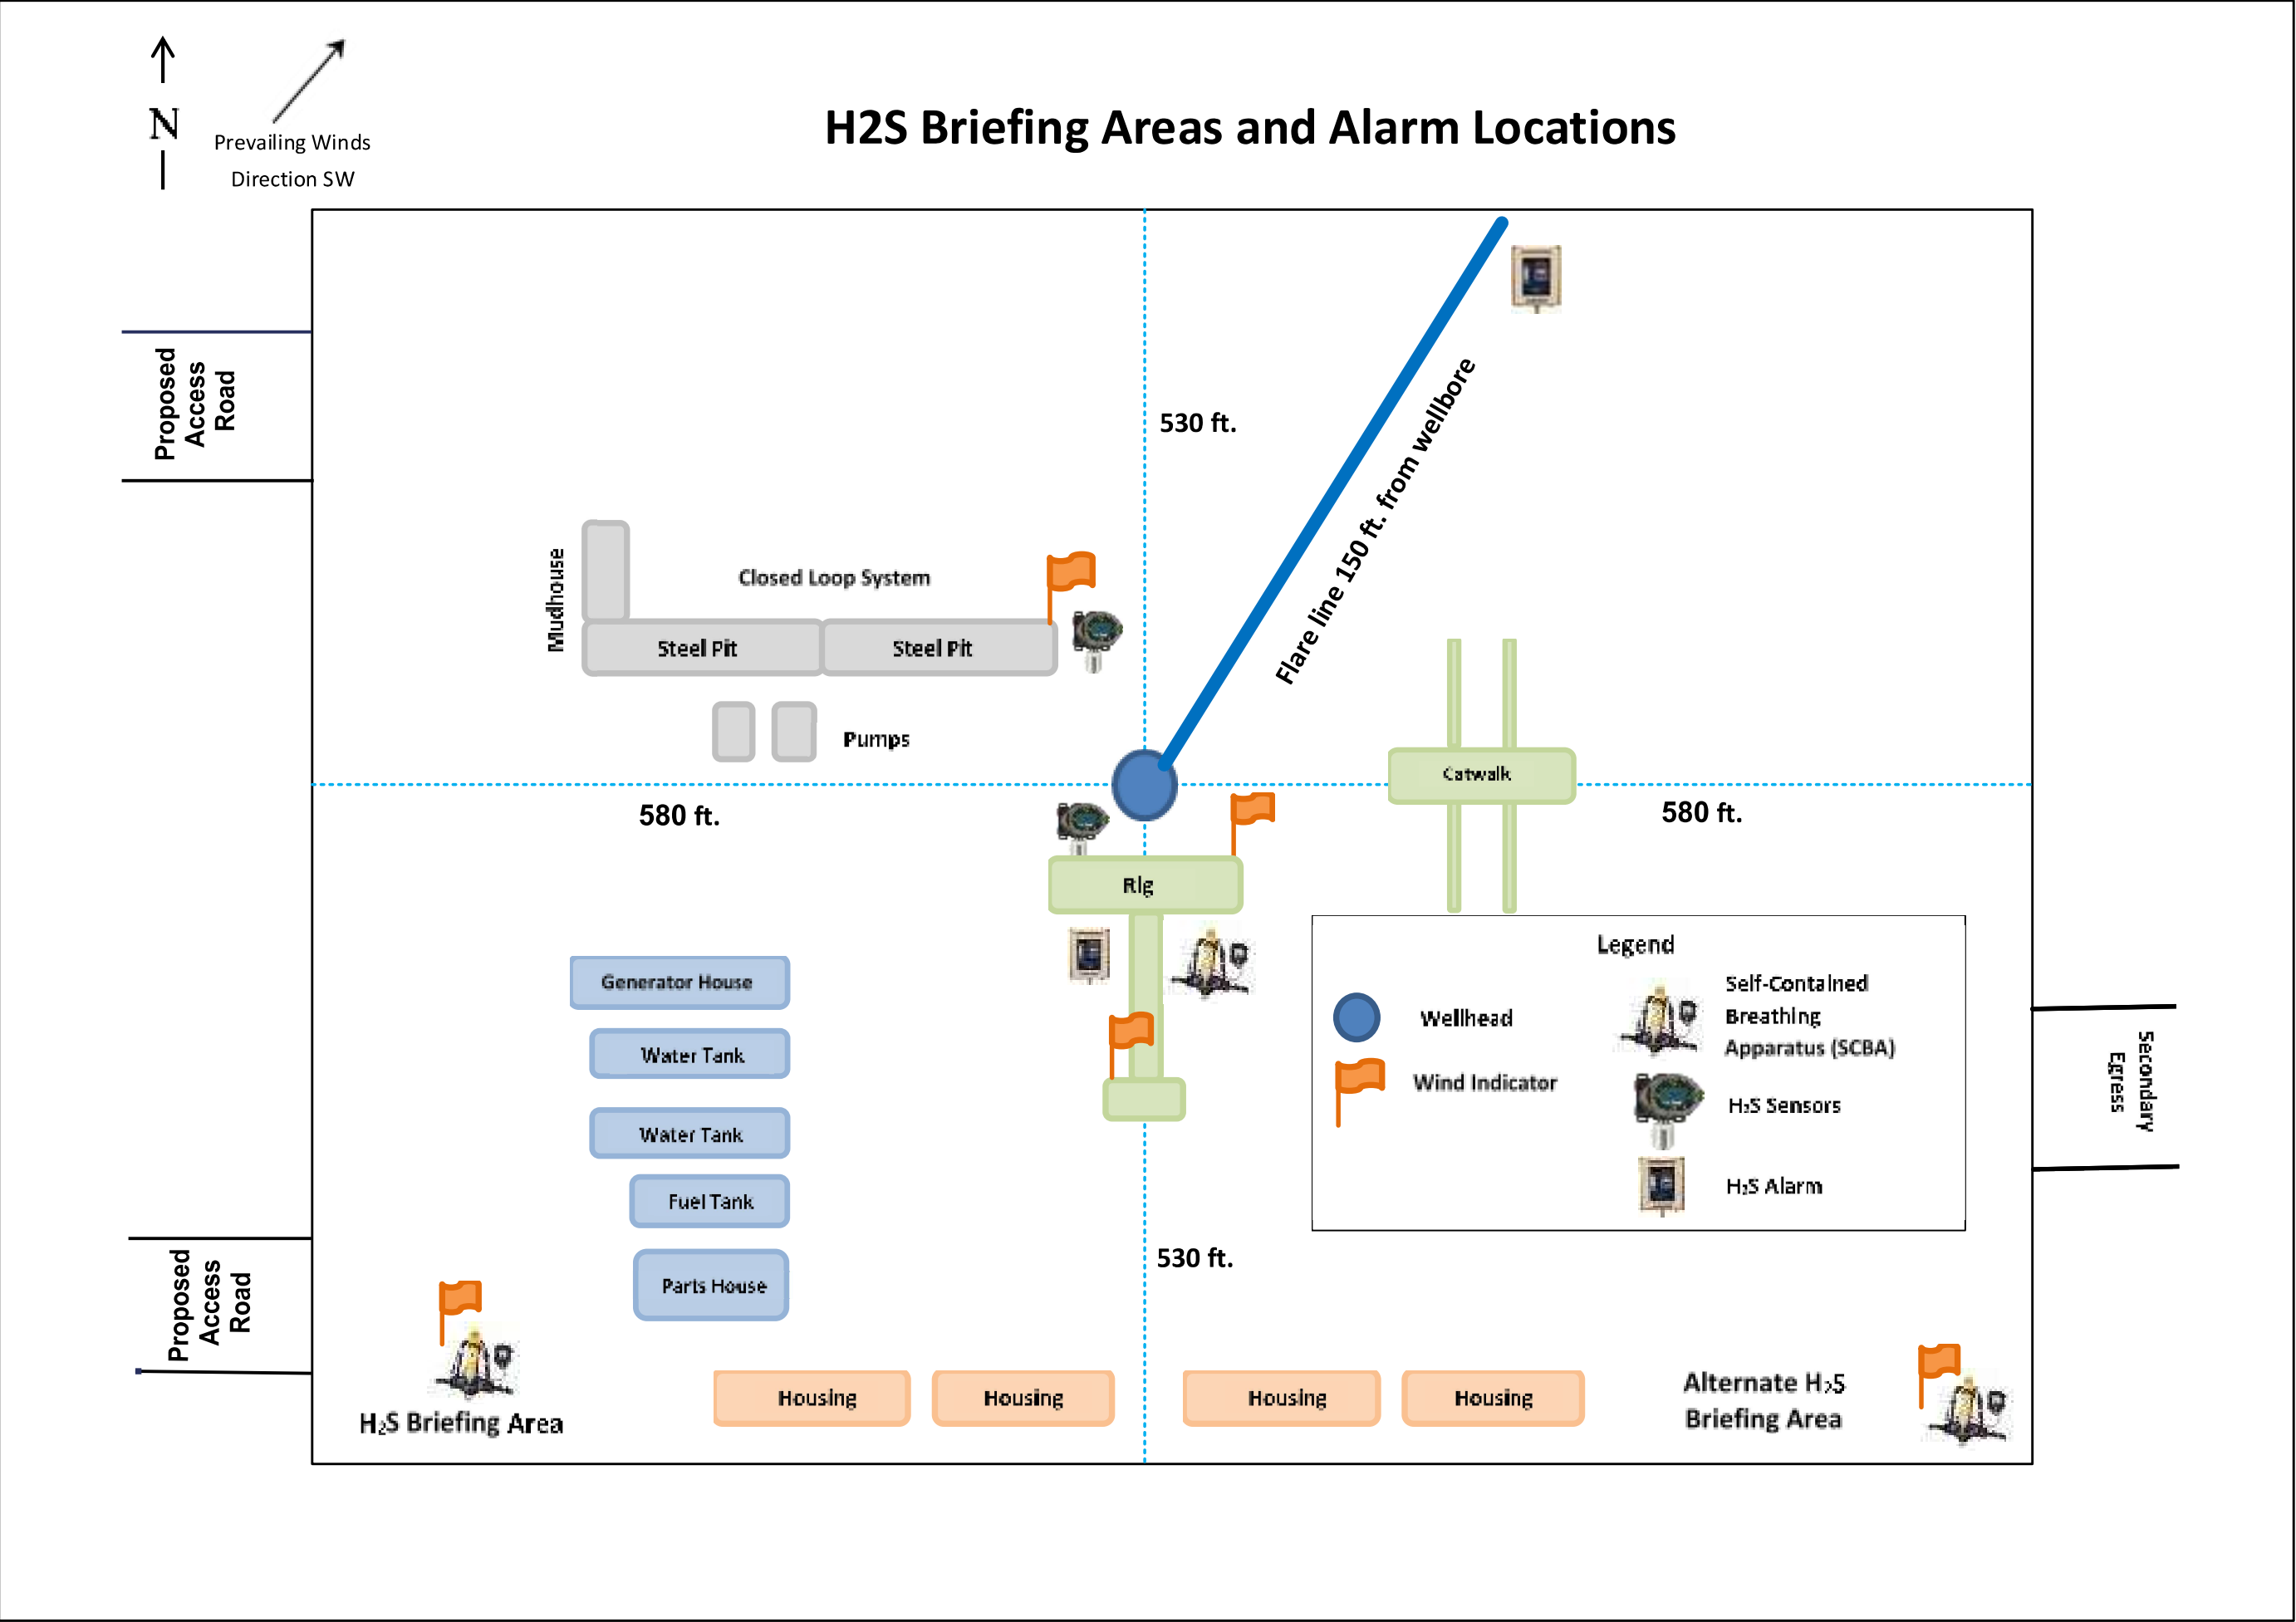 N
Prevailing Winds
Direction SW
H2S Briefing Areas and Alarm Locations
Proposed
Access
Road
530 ft.
Flare line 150 ft. from wellbore
Mudhouse
Closed Loop System
Steel Pit
Steel Pit
Pumps
Catwalk
580 ft.
580 ft.
Rig
Legend
Wellhead
Wind Indicator
Self-Contained
Breathing
Apparatus (SCBA)
H₂S Sensors
H₂S Alarm
Generator House
Water Tank
Water Tank
Fuel Tank
Parts House
Secondary
Egress
530 ft.
Proposed
Access
Road
H₂S Briefing Area
Housing
Housing
Housing
Housing
Alternate H₂S
Briefing Area